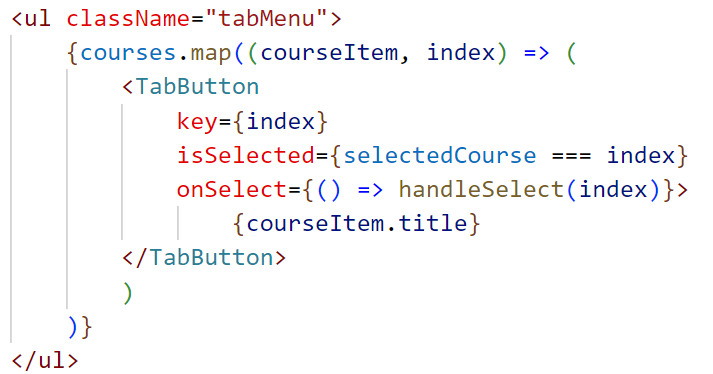 <ul className="tabMenu">
    {courses.map((courseItem, index) => (
        <TabButton
            key={index}
            isSelected={selectedCourse === index}
            onSelect={() => handleSelect(index)}>
                {courseItem.title}
        </TabButton>
        )
    )}
</ul>